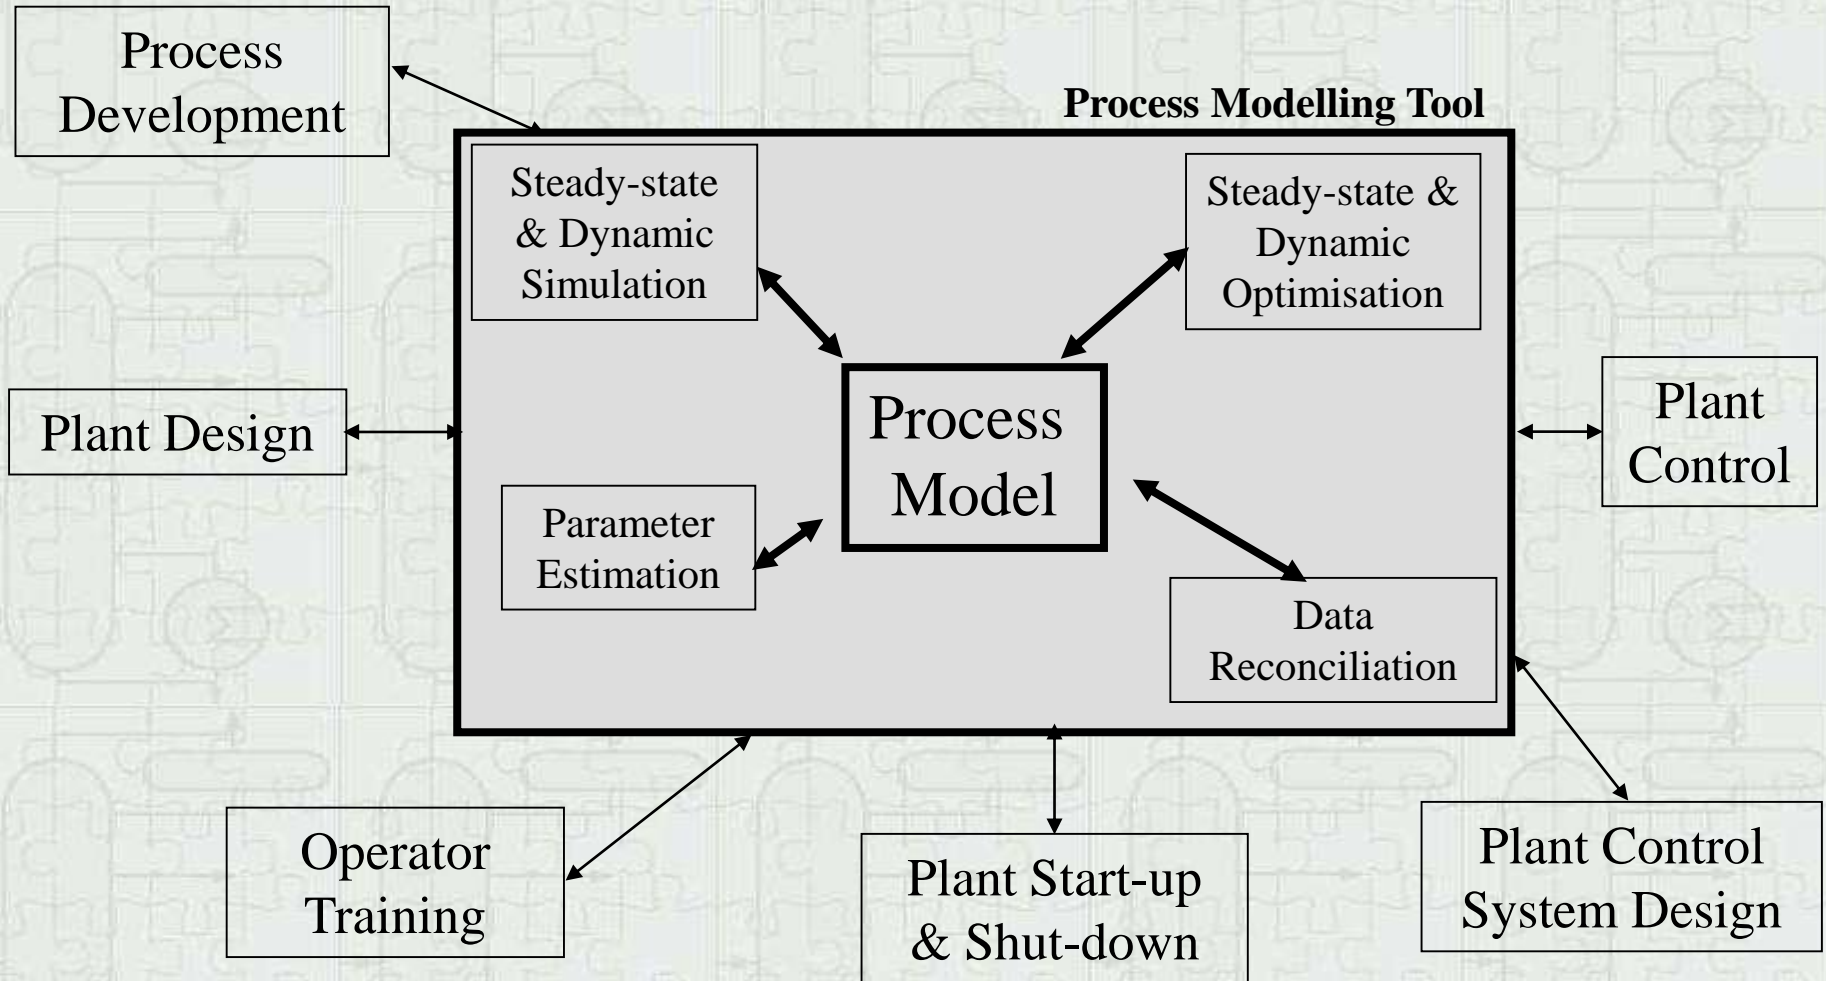 Process
Development
Process Modelling Tool
Steady-state
& Dynamic
Simulation
Steady-state &
Dynamic
Optimisation
Plant Design
Process
Model
Plant
Control
Parameter
Estimation
Data
Reconciliation
Operator
Training
Plant Start-up
& Shut-down
Plant Control
System Design